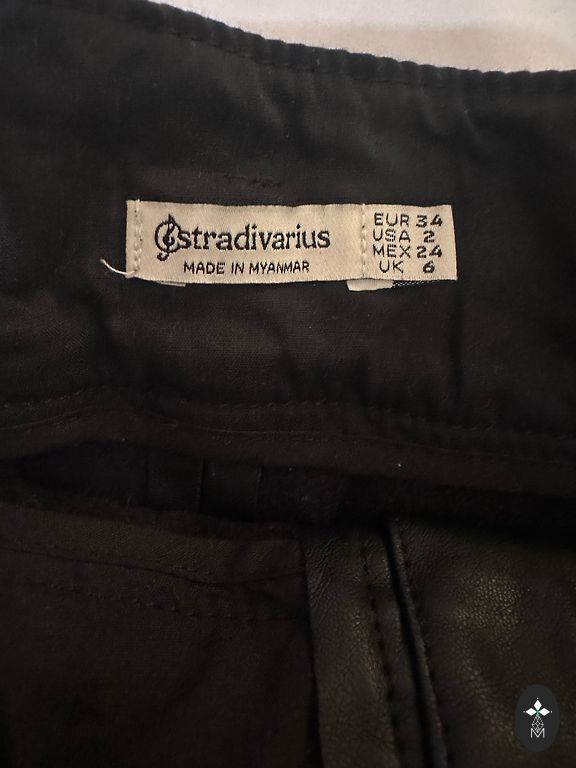 stradivarius
MADE IN MYANMAR
EUR 34
USA 2
MEX 24
UK 6
M